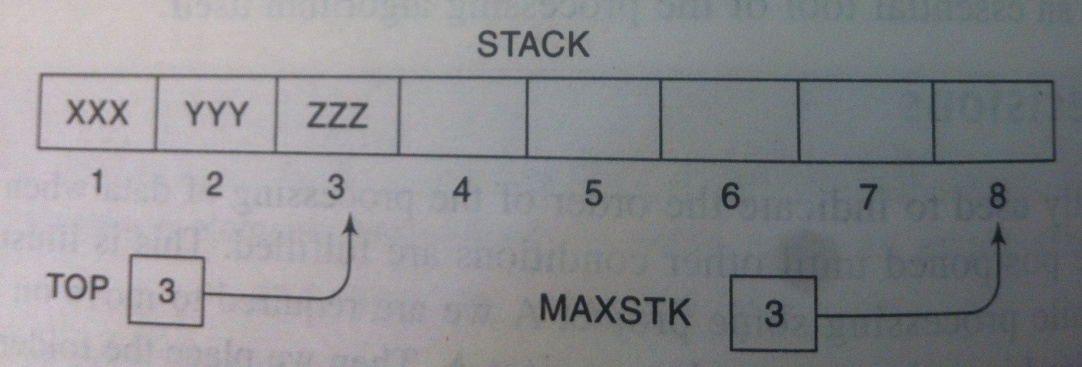 STACK
XXX YYY ZZZ
1 2 3 4 5 6 7 8
TOP 3
MAXSTK 3